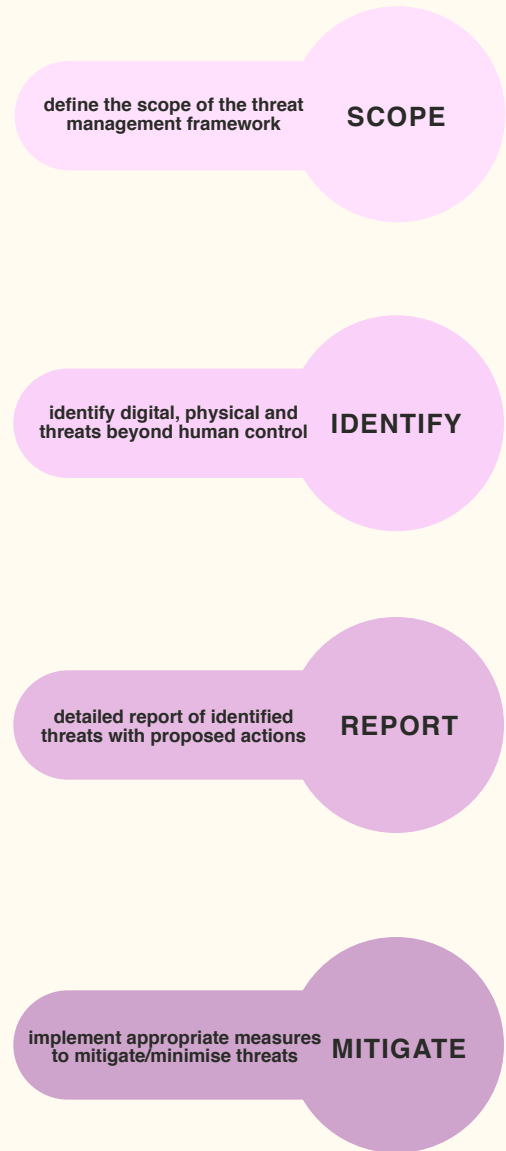 define the scope of the threat
management framework
SCOPE
identify digital, physical and
threats beyond human control
IDENTIFY
detailed report of identified
threats with proposed actions
REPORT
implement appropriate measures
to mitigate/minimise threats
MITIGATE